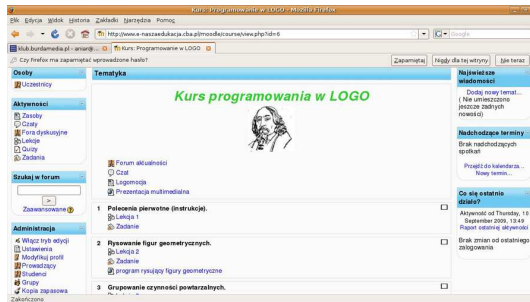 Kurs: Programowanie w LOGO - Mozilla Firefox
Plik Edycja Widok Historia Zakładki Narzędzia Pomoc
http://www.e-naszaedukacja.cba.pl/moodle/course/view.php?id=6
Google
klub.burdamedia.pl - aman@...
Kurs: Programowanie w LOGO
Czy Firefox ma zapamiętać wprowadzone hasło?
Zapamiętaj
Nigdy dla tej witryny
Nie teraz
Osoby
Uczestnicy
Aktywności
Zasoby
Czaty
Fora dyskusyjne
Lekcje
Quizy
Zadania
Szukaj w forum
>
Zaawansowane
Administracja
Włącz tryb edycji
Ustawienia
Modyfikuj profil
Prowadzący
Studenci
Grupy
Kopia zapasowa
Tematyka
Kurs programowania w LOGO
Forum aktualności
Czat
Logomocja
Prezentacja multimedialna
1 Polecenia pierwotne (instrukcje).
Lekcja 1
Zadanie
2 Rysowanie figur geometrycznych.
Lekcja 2
Zadanie
program rysujący figury geometryczne
3 Grupowanie czynności powtarzalnych.
Najświeższe
wiadomości
Dodaj nowy temat...
( Nie umieszczono
jeszcze żadnych
nowości)
Nadchodzące terminy
Brak nadchodzących
spotkań
Przejdź do kalendarza...
Nowy termin...
Co się ostatnio
działo?
Aktywność od Thursday, 10
September 2009, 13:49
Raport ostatniej aktywności
Brak zmian od ostatniego
zalogowania
Zakończono